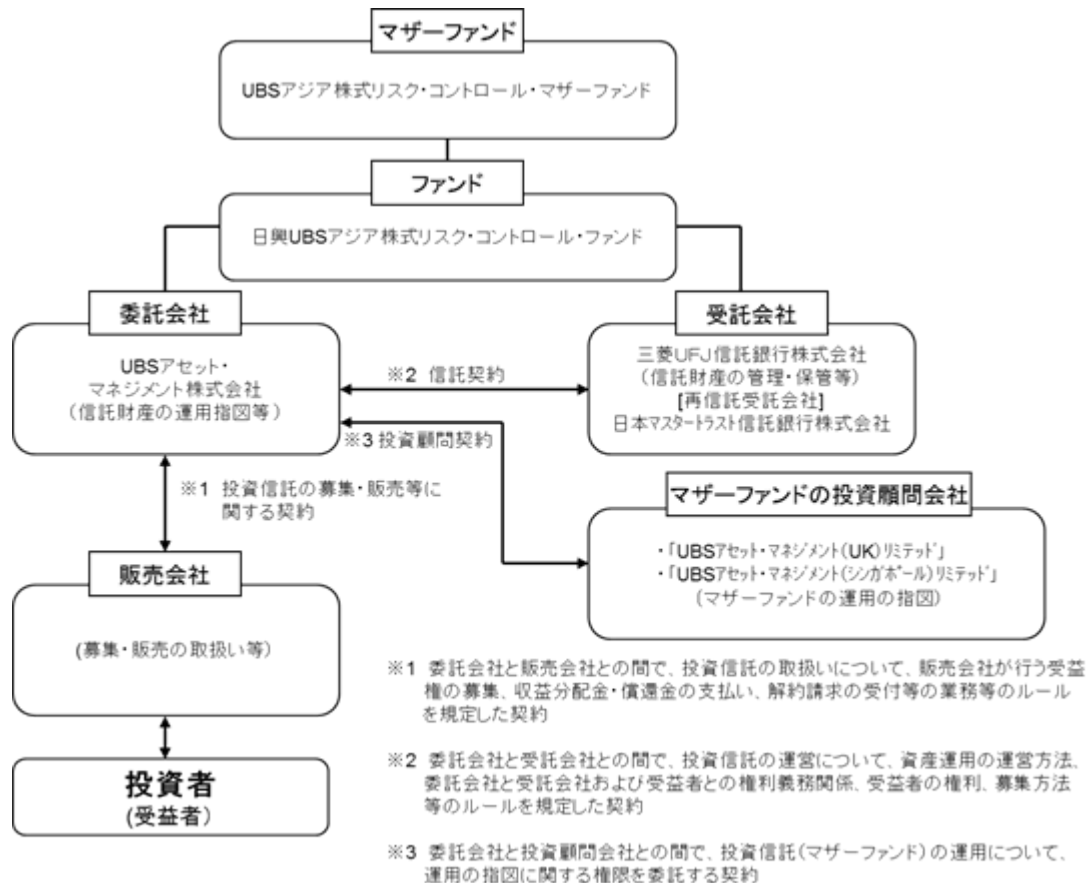 マザーファンド
UBSアジア株式リスク・コントロール・マザーファンド
ファンド
日興UBSアジア株式リスク・コントロール・ファンド
委託会社
UBSアセット・
マネジメント株式会社
(信託財産の運用指図等)
受託会社
三菱UFJ信託銀行株式会社
(信託財産の管理・保管等)
[再信託受託会社]
日本マスタートラスト信託銀行株式会社
※2 信託契約
※3 投資顧問契約
※1 投資信託の募集・販売等に
関する契約
マザーファンドの投資顧問会社
・「UBSアセット・マネジメント(UK)リミテッド」
・「UBSアセット・マネジメント(シンガポール)リミテッド」
(マザーファンドの運用の指図)
販売会社
(募集・販売の取扱い等)
投資者
(受益者)
※1 委託会社と販売会社との間で、投資信託の取扱いについて、販売会社が行う受益
権の募集、収益分配金・償還金の支払い、解約請求の受付等の業務等のルール
を規定した契約
※2 委託会社と受託会社との間で、投資信託の運営について、資産運用の運営方法、
委託会社と受託会社および受益者との権利義務関係、受益者の権利、募集方法
等のルールを規定した契約
※3 委託会社と投資顧問会社との間で、投資信託(マザーファンド)の運用について、
運用の指図に関する権限を委託する契約